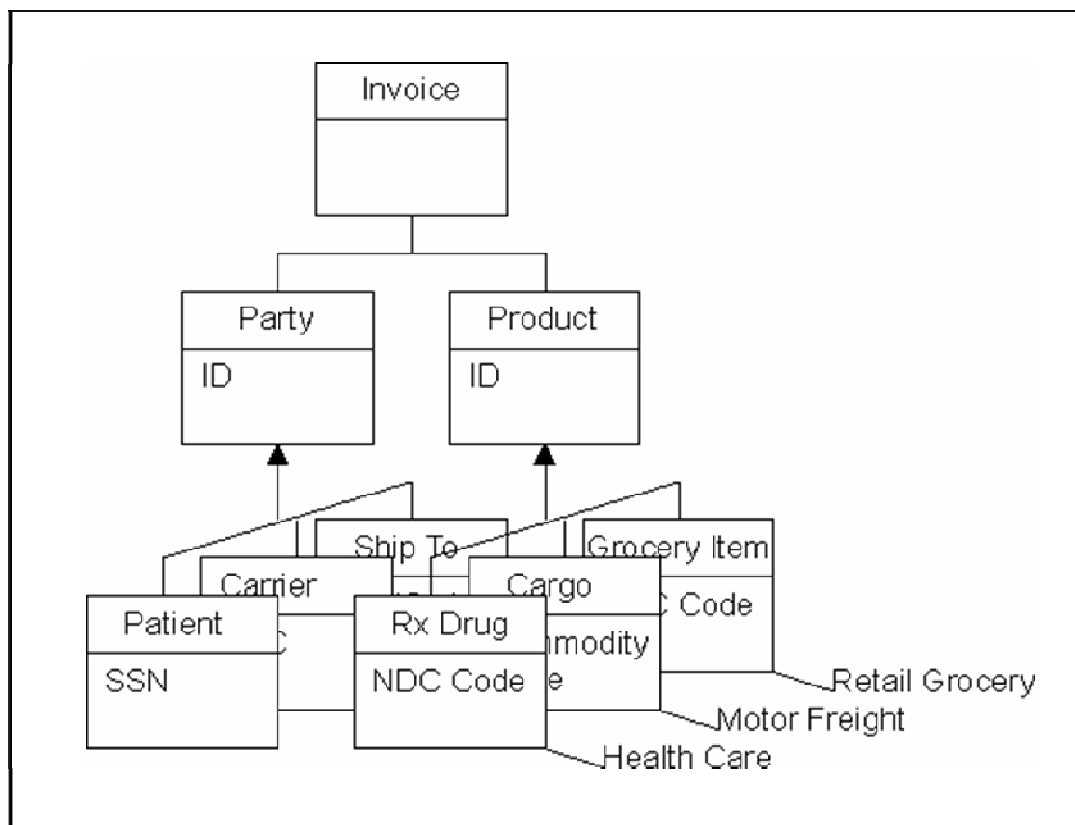 Invoice
Party
Product
ID
ID
Ship To
Grocery Item
Carrier
Cargo
Code
Patient
Rx Drug
SSN
NDC Code
Retail Grocery
Motor Freight
Health Care